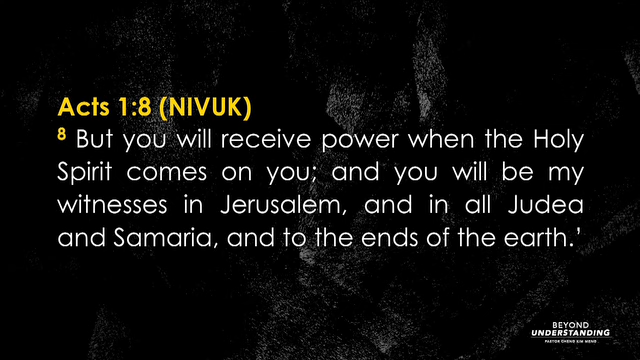 Acts 1:8 (NIVUK)
8 But you will receive power when the Holy
Spirit comes on you; and you will be my
witnesses in Jerusalem, and in all Judea
and Samaria, and to the ends of the earth.’
BEYOND
UNDERSTANDING
PASTOR CHENG KIM MENG